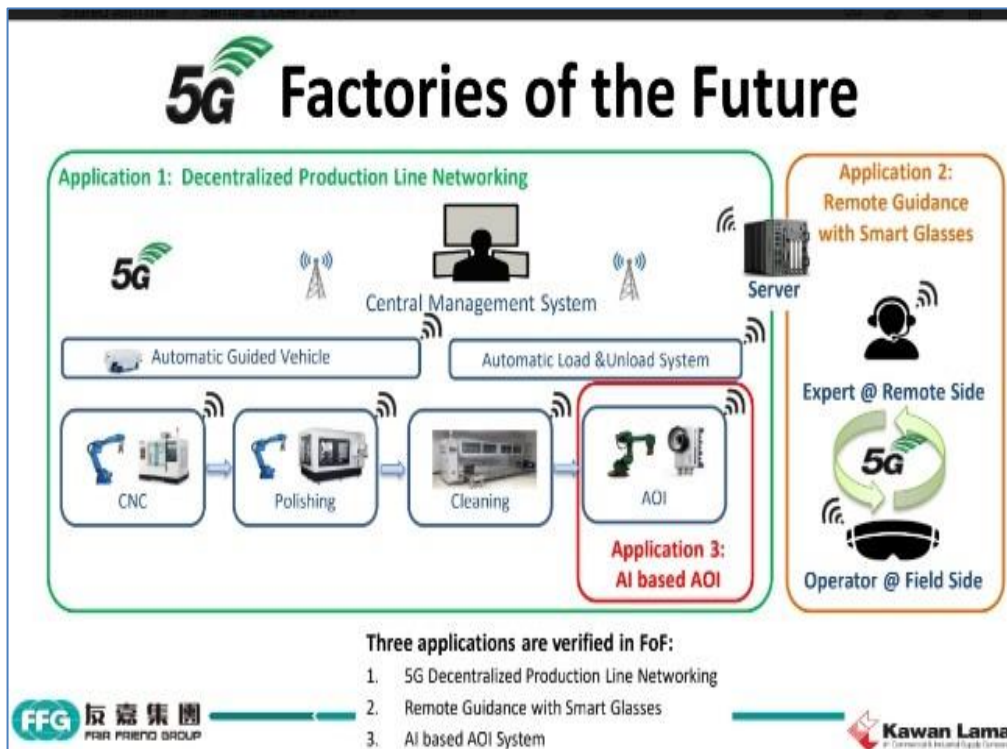 5G Factories of the Future
Application 1: Decentralized Production Line Networking
5G
Central Management System
Server
Automatic Guided Vehicle
Automatic Load &Unload System
CNC
Polishing
Cleaning
AOI
Application 3:
AI based AOI
Application 2:
Remote Guidance
with Smart Glasses
Expert @ Remote Side
5G
Operator @ Field Side
Three applications are verified in FoF:
1. 5G Decentralized Production Line Networking
2. Remote Guidance with Smart Glasses
3. AI based AOI System
FFG 友嘉集團
FAIR FRIEND GROUP
Kawan Lama